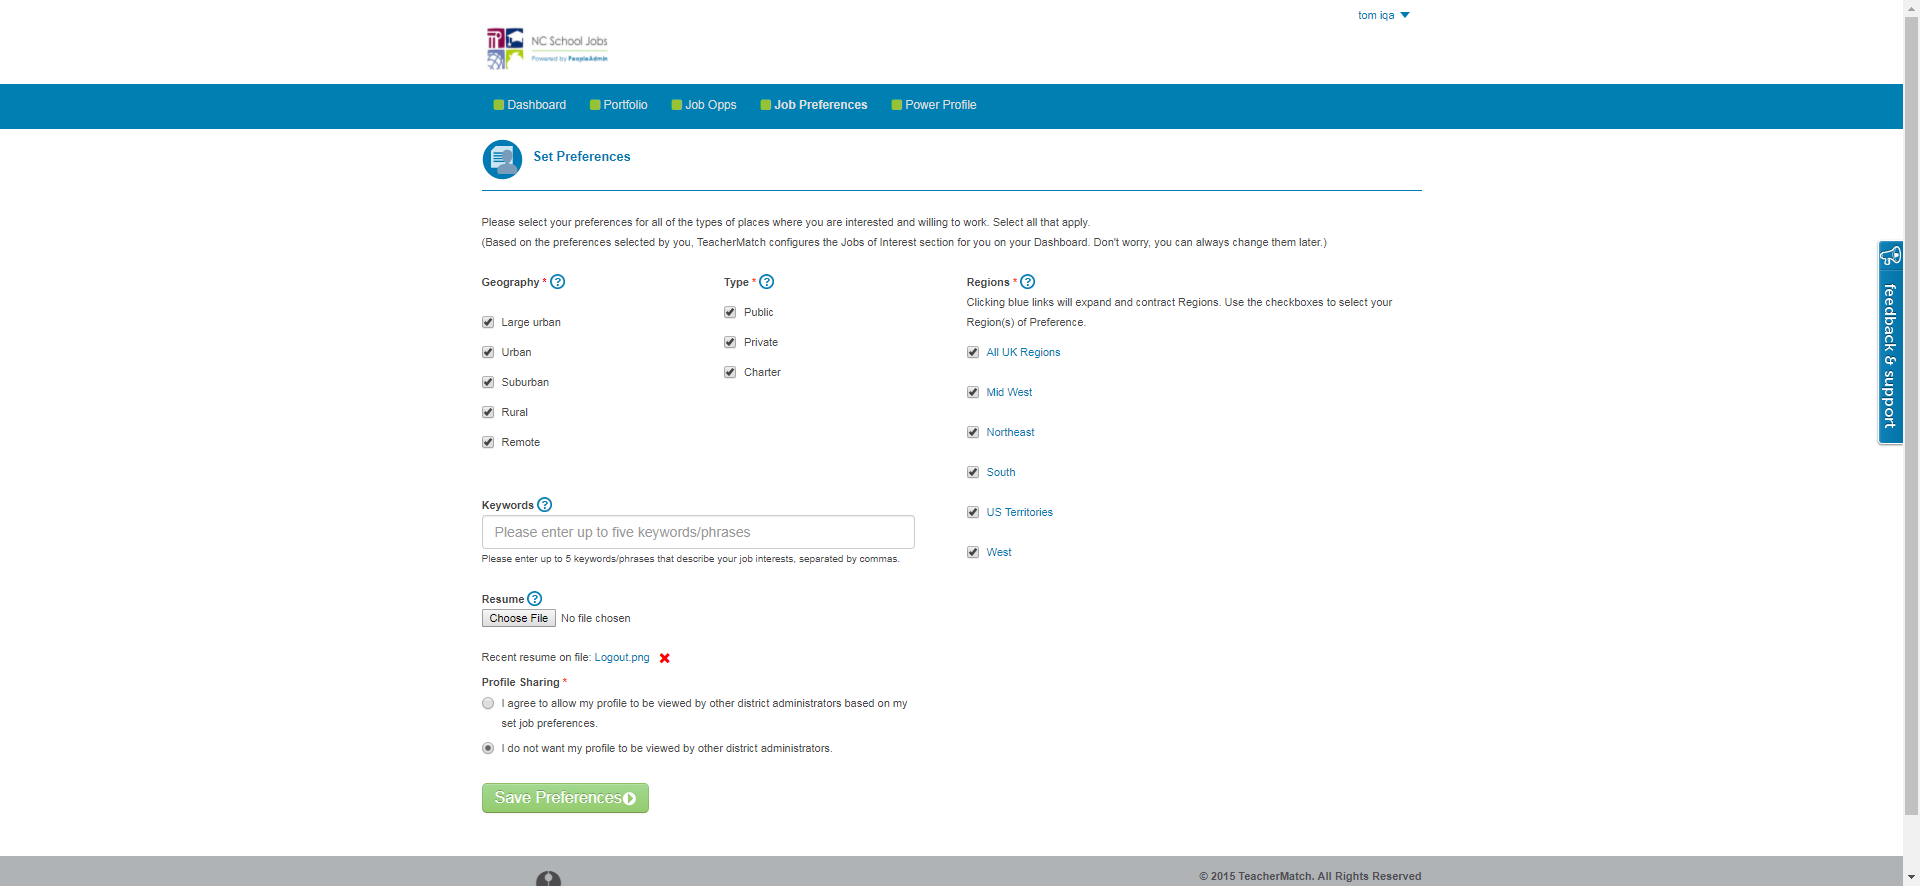 tom iqa
NC School Jobs
Powered by PeopleAdmin
Dashboard
Portfolio
Job Opps
Job Preferences
Power Profile
Set Preferences
Please select your preferences for all of the types of places where you are interested and willing to work. Select all that apply.
(Based on the preferences selected by you, TeacherMatch configures the Jobs of Interest section for you on your Dashboard. Don't worry, you can always change them later.)
Geography * ?
Large urban
Urban
Suburban
Rural
Remote
Type * ?
Public
Private
Charter
Regions * ?
Clicking blue links will expand and contract Regions. Use the checkboxes to select your
Region(s) of Preference.
All UK Regions
Mid West
Northeast
South
US Territories
West
Keywords ?
Please enter up to five keywords/phrases
Please enter up to 5 keywords/phrases that describe your job interests, separated by commas.
Resume ?
Choose File No file chosen
Recent resume on file: Logout.png
Profile Sharing *
I agree to allow my profile to be viewed by other district administrators based on my
set job preferences.
I do not want my profile to be viewed by other district administrators.
Save Preferences
feedback & support
© 2015 TeacherMatch. All Rights Reserved